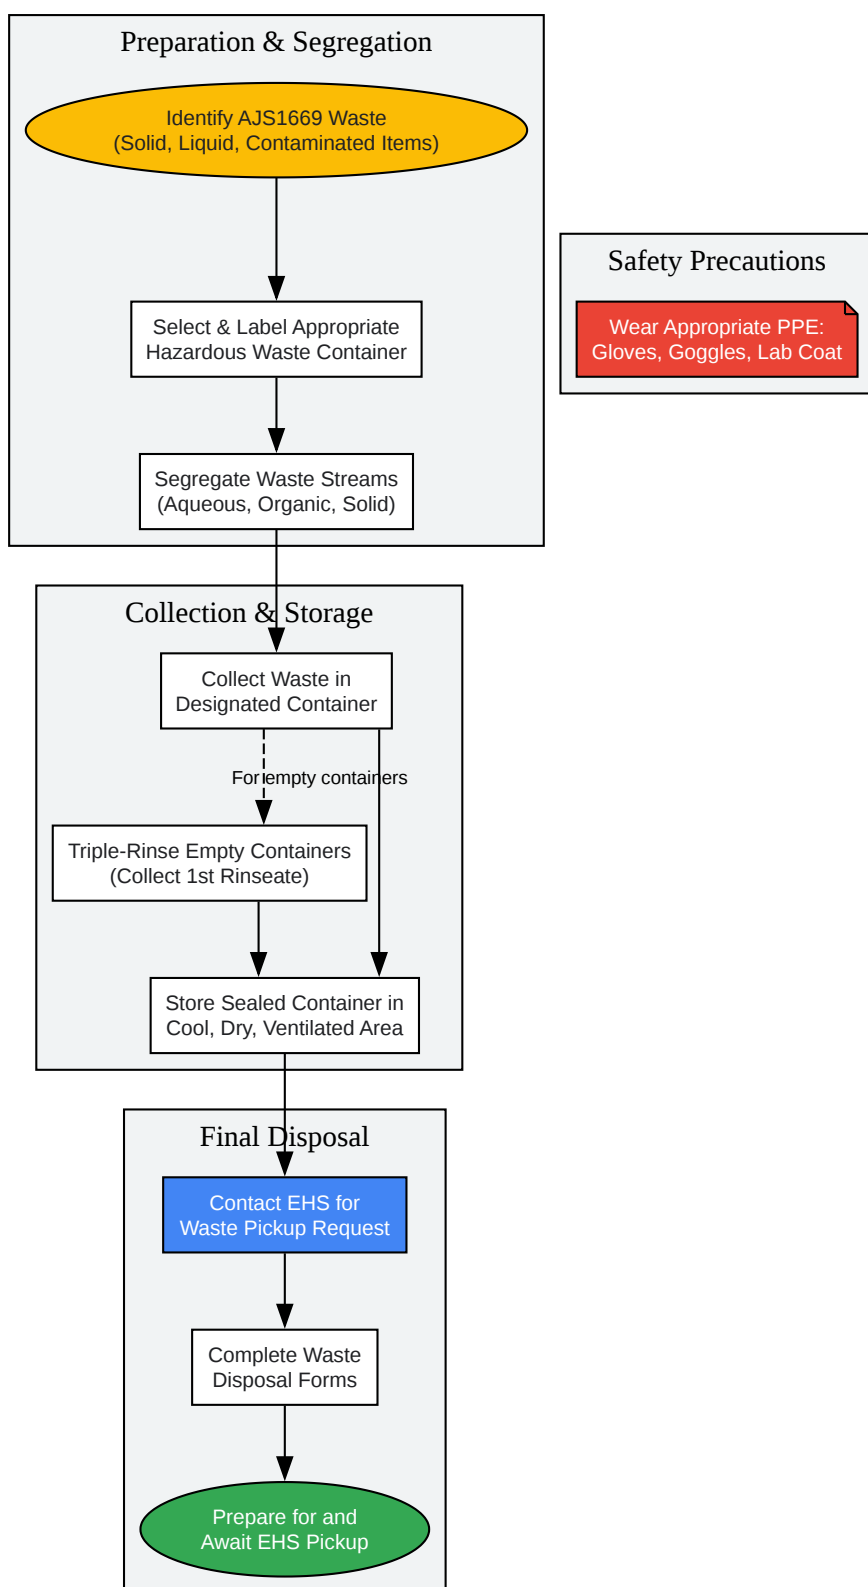 Preparation & Segregation
Identify AJS1669 Waste
(Solid, Liquid, Contaminated Items)
Select & Label Appropriate
Hazardous Waste Container
Segregate Waste Streams
(Aqueous, Organic, Solid)
Safety Precautions
Wear Appropriate PPE:
Gloves, Goggles, Lab Coat
Collection & Storage
Collect Waste in
Designated Container
For empty containers
Triple-Rinse Empty Containers
(Collect 1st Rinseate)
Store Sealed Container in
Cool, Dry, Ventilated Area
Final Disposal
Contact EHS for
Waste Pickup Request
Complete Waste
Disposal Forms
Prepare for and
Await EHS Pickup